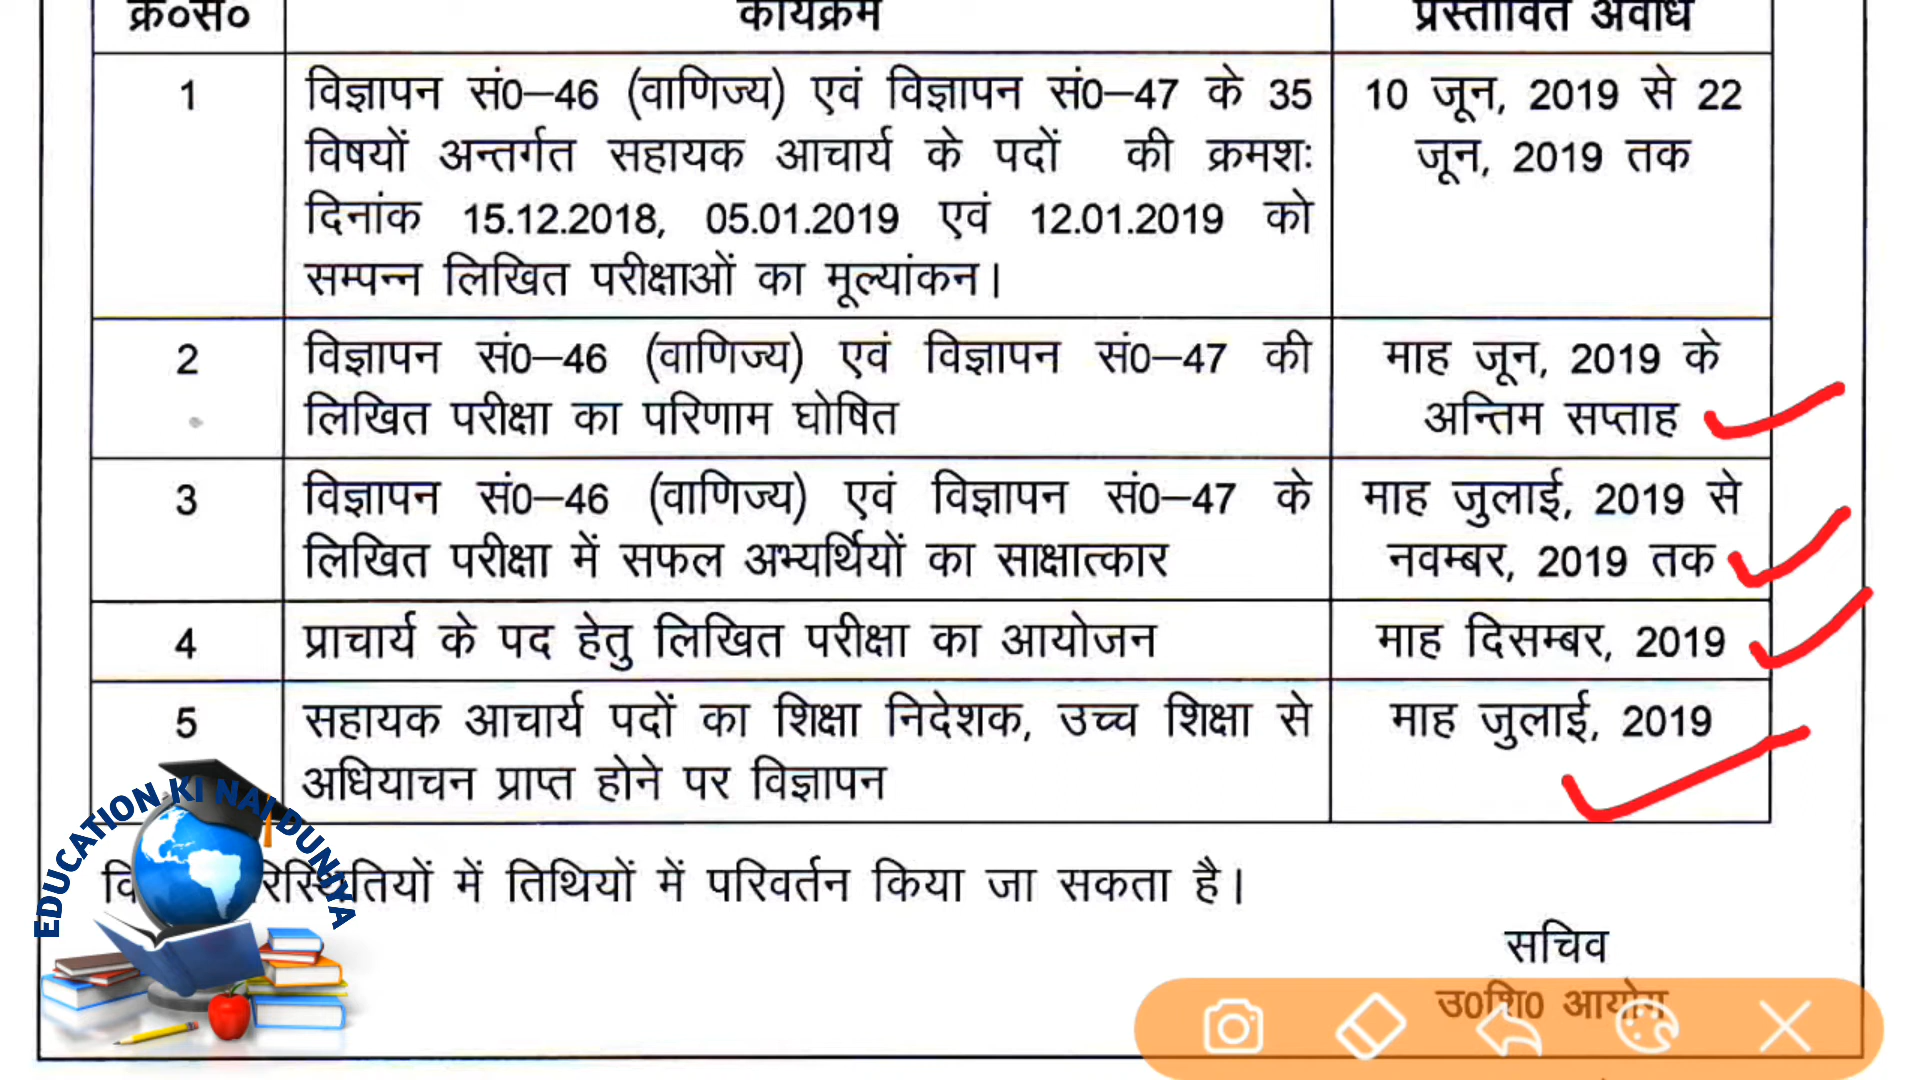 क्र०सं० कार्यक्रम प्रस्तावित अवधि
1 विज्ञापन सं0–46 (वाणिज्य) एवं विज्ञापन सं0–47 के 35 10 जून, 2019 से 22
विषयों अन्तर्गत सहायक आचार्य के पदों की क्रमशः जून, 2019 तक
दिनांक 15.12.2018, 05.01.2019 एवं 12.01.2019 को
सम्पन्न लिखित परीक्षाओं का मूल्यांकन।
2 विज्ञापन सं0–46 (वाणिज्य) एवं विज्ञापन सं0–47 की माह जून, 2019 के
लिखित परीक्षा का परिणाम घोषित अन्तिम सप्ताह
3 विज्ञापन सं0–46 (वाणिज्य) एवं विज्ञापन सं0–47 के माह जुलाई, 2019 से
लिखित परीक्षा में सफल अभ्यर्थियों का साक्षात्कार नवम्बर, 2019 तक
4 प्राचार्य के पद हेतु लिखित परीक्षा का आयोजन माह दिसम्बर, 2019
5 सहायक आचार्य पदों का शिक्षा निदेशक, उच्च शिक्षा से माह जुलाई, 2019
अधियाचन प्राप्त होने पर विज्ञापन
EDUCATION KI NAI DUNIYA
में तिथियों में परिवर्तन किया जा सकता है।
सचिव
उ0शि0 आयोग